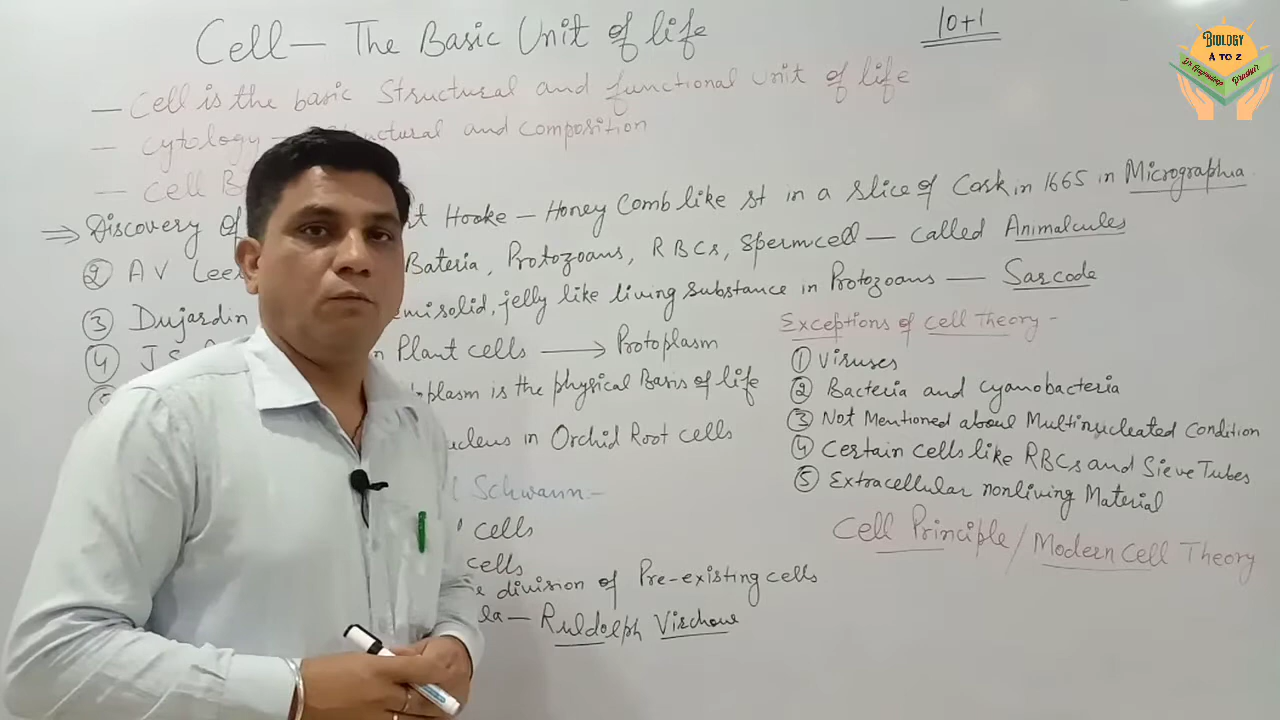 Cell — The Basic Unit of life
10+1
BIOLOGY
A TO Z
— Cell is the basic Structural and functional unit of life
— Cytology — Structural and composition
— Cell B
⇒ Discovery of Hooke — Honey Comb like st in a slice of Cork in 1665 in Micrographia
② A V Lee Bateria, Protozoans, RBCs, Spermcell — called Animalcules
③ Dujardin emisolid, jelly like living substance in Protozoans — Sarcode
④ J.S. n Plant cells → Protoplasm
plasm is the physical Basis of life
ucleus in Orchid Root cells
Schwann:-
cells
cells
division of Pre-existing cells
la — Ruldolph Virchow
Exceptions of cell Theory -
① Viruses
② Bacteria and cyanobacteria
③ Not Mentioned about Multinucleated Condition
④ Certain cells like RBCs and Sieve Tubes
⑤ Extracellular nonliving Material
Cell Principle / Modern Cell Theory